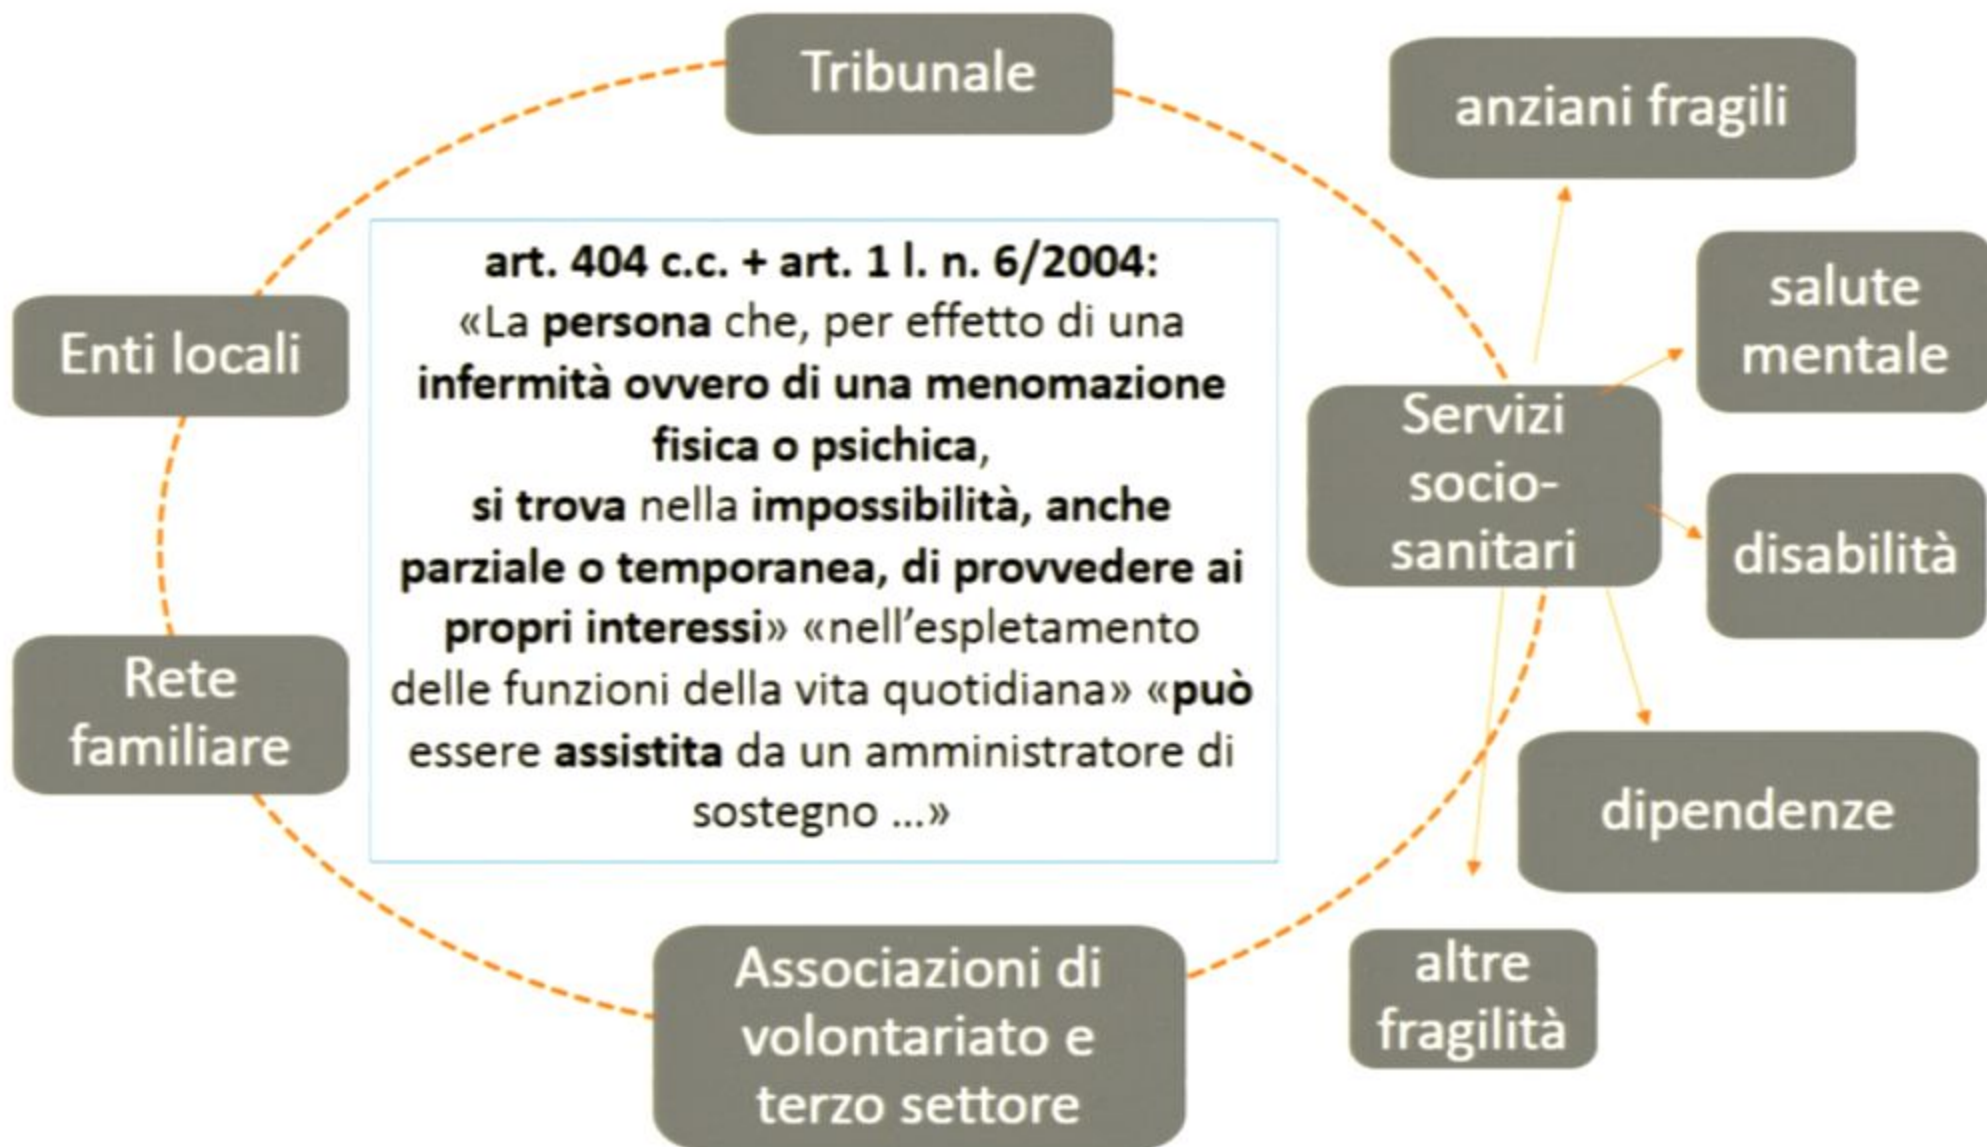 Tribunale
anziani fragili
art. 404 c.c. + art. 1 l. n. 6/2004:
«La persona che, per effetto di una
infermità ovvero di una menomazione
fisica o psichica,
si trova nella impossibilità, anche
parziale o temporanea, di provvedere ai
propri interessi» «nell’espletamento
delle funzioni della vita quotidiana» «può
essere assistita da un amministratore di
sostegno ...»
Enti locali
Rete
familiare
salute
mentale
Servizi
socio-
sanitari
disabilità
dipendenze
Associazioni di
volontariato e
terzo settore
altre
fragilità